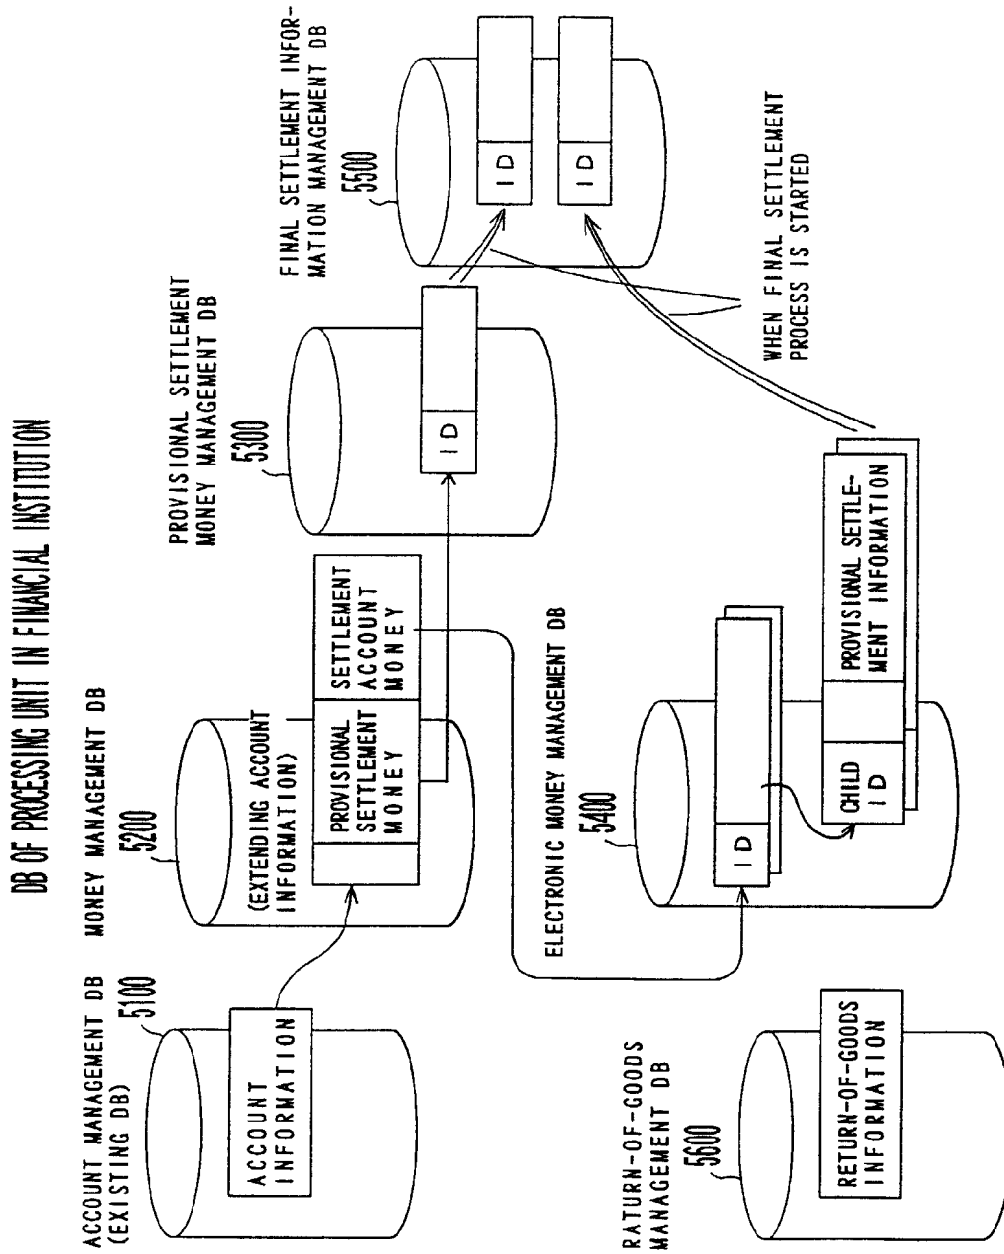 DB OF PROCESSING UNIT IN FINANCIAL INSTITUTION
ACCOUNT MANAGEMENT DB
(EXISTING DB)
5100
ACCOUNT
INFORMATION
MONEY MANAGEMENT DB
5200
(EXTENDING ACCOUNT
INFORMATION)
PROVISIONAL
SETTLEMENT
MONEY
SETTLEMENT
ACCOUNT
MONEY
PROVISIONAL SETTLEMENT
MONEY MANAGEMENT DB
5300
ID
FINAL SETTLEMENT INFOR-
MATION MANAGEMENT DB
5500
ID
ID
WHEN FINAL SETTLEMENT
PROCESS IS STARTED
ELECTRONIC MONEY MANAGEMENT DB
5400
ID
CHILD
ID
PROVISIONAL SETTLE-
MENT INFORMATION
RATURN-OF-GOODS
MANAGEMENT DB
5600
RETURN-OF-GOODS
INFORMATION